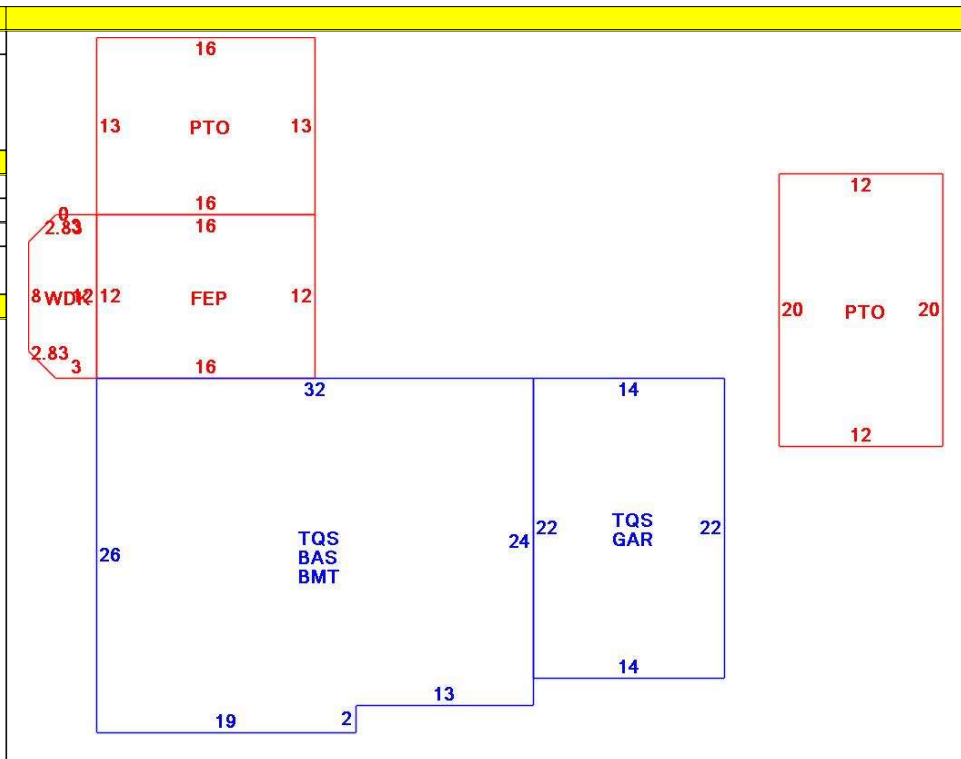 16
13 PTO 13
16
0
2.83 3
16
12
8 WDK 12 12 FEP 12
20 PTO 20
2.83 3 16
32 14
12
TQS
GAR
22 22
24
TQS
BAS
BMT
26
14
13
19 2